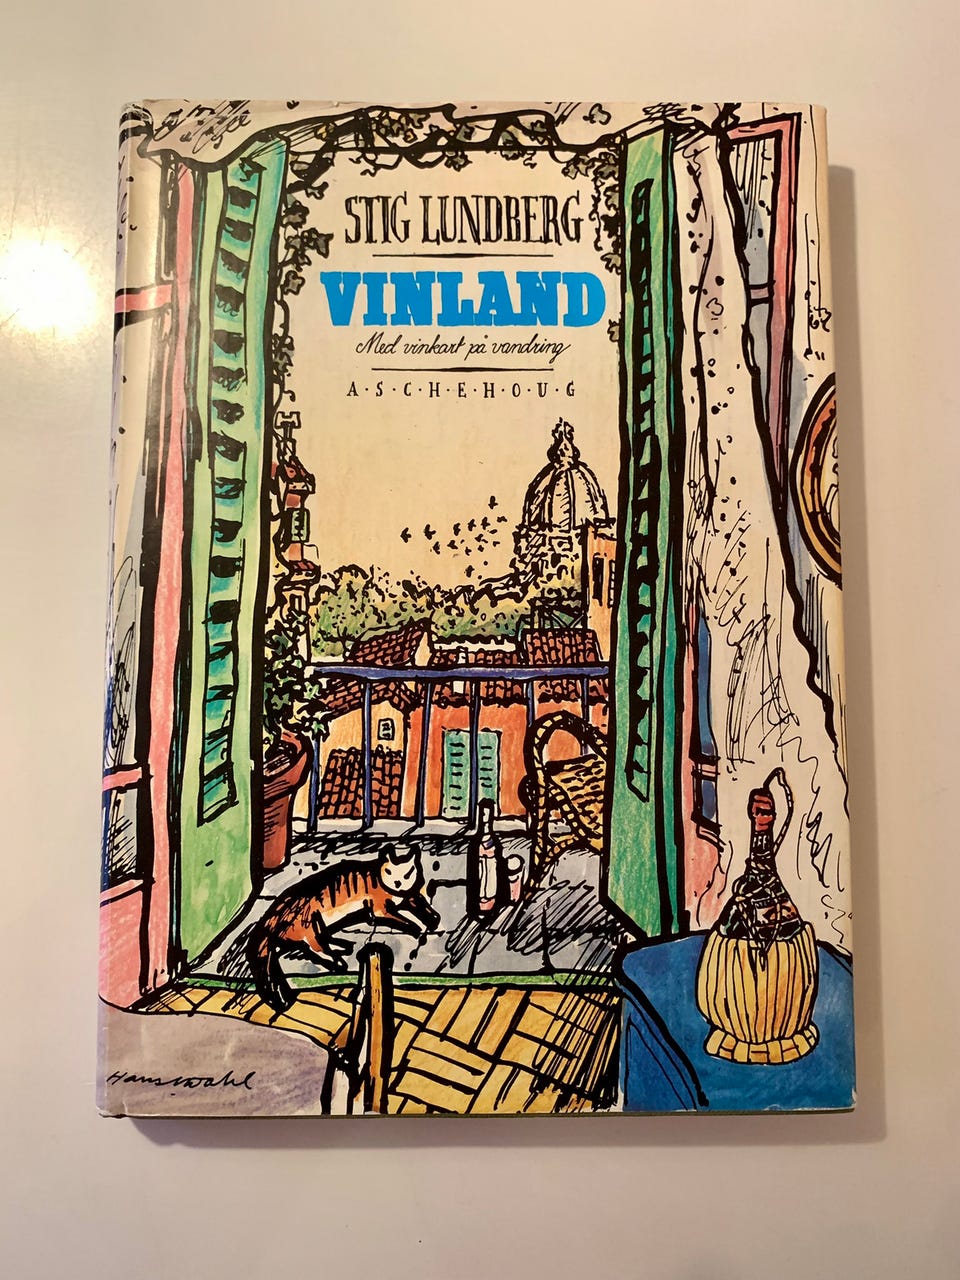 STIG LUNDBERG
VINLAND
Med vinkart på vandring
A·S·C·H·E·H·O·U·G
Hans Wahl